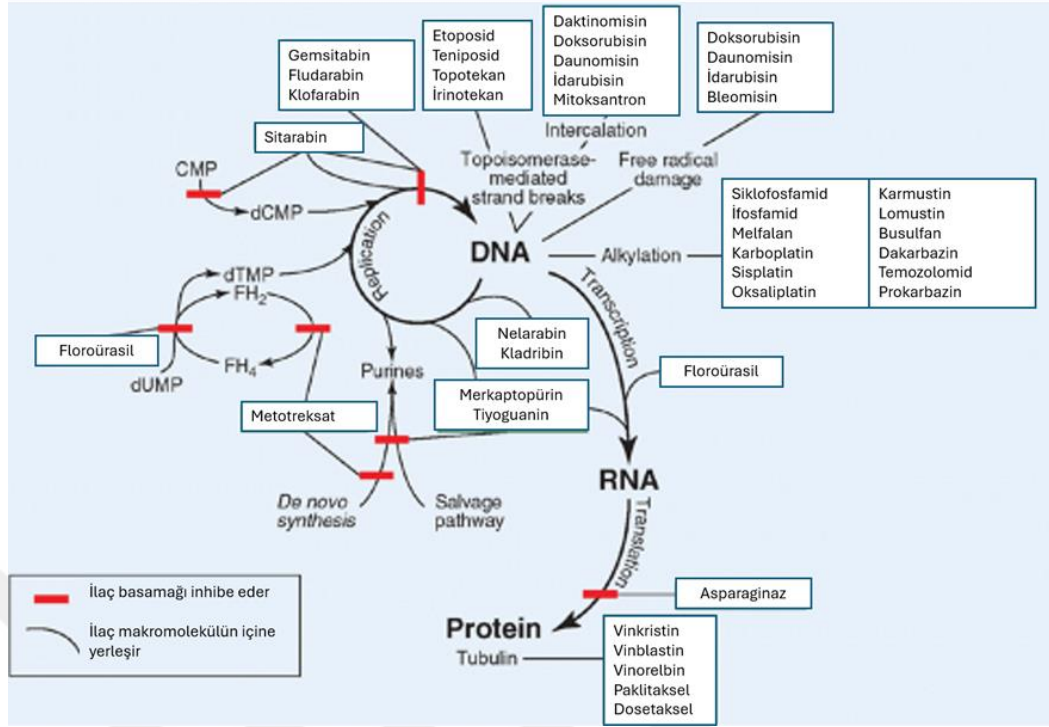 Gemsitabin
Fludarabin
Klofarabin
Etoposid
Teniposid
Topotekan
İrinotekan
Daktinomisin
Doksorubisin
Daunomisin
İdarubisin
Mitoksantron
Doksorubisin
Daunomisin
İdarubisin
Bleomisin
Sitarabin
Intercalation
Topoisomerase-
mediated
strand breaks
Free radical
damage
CMP
dCMP
Replication
DNA
Alkylation
Siklofosfamid
İfosfamid
Melfalan
Karboplatin
Sisplatin
Oksaliplatin
Karmustin
Lomustin
Busulfan
Dakarbazin
Temozolomid
Prokarbazin
Transcription
dTMP
FH2
Floroürasil
FH4
dUMP
Purines
Nelarabin
Kladribin
Floroürasil
Metotreksat
Merkaptopürin
Tiyoguanin
De novo
synthesis
Salvage
pathway
RNA
Translation
İlaç basamağı inhibe eder
İlaç makromolekülün içine
yerleşir
Asparaginaz
Protein
Tubulin
Vinkristin
Vinblastin
Vinorelbin
Paklitaksel
Dosetaksel